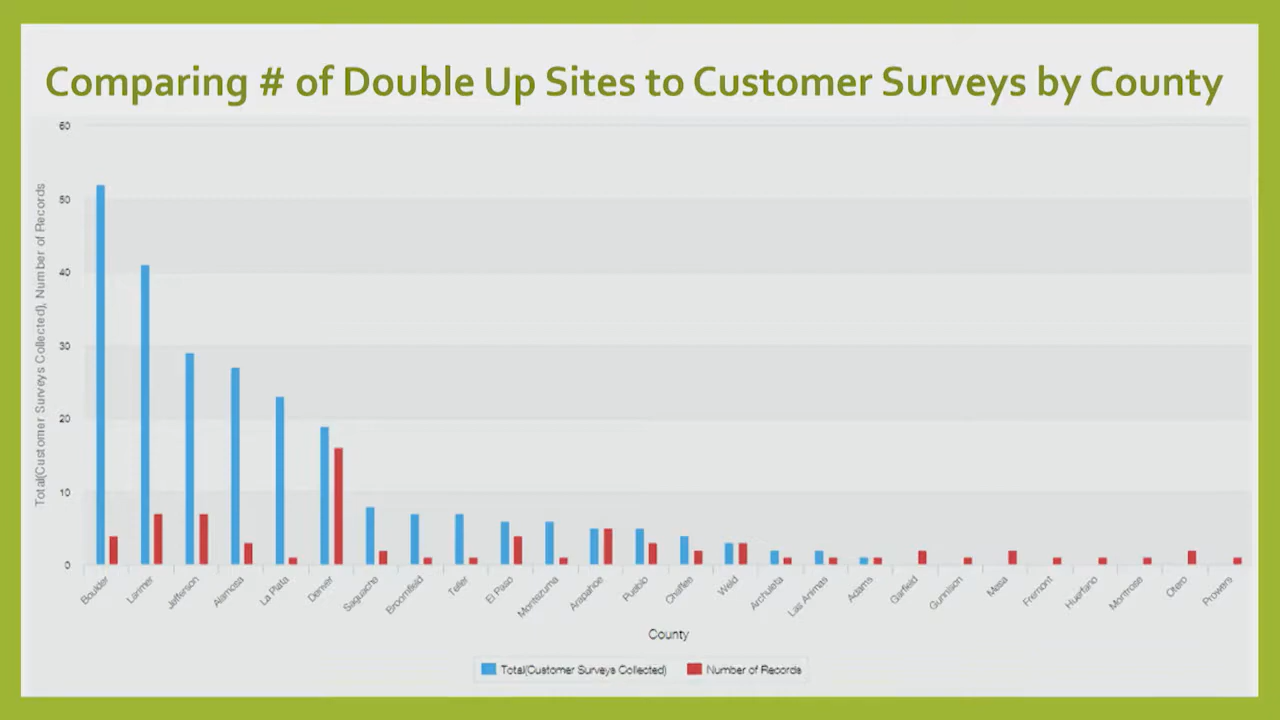 Comparing # of Double Up Sites to Customer Surveys by County
Total(Customer Surveys Collected), Number of Records
60
50
40
30
20
10
0
Boulder
Larimer
Jefferson
Alamosa
La Plata
Denver
Saguache
Broomfield
Teller
El Paso
Montezuma
Arapahoe
Pueblo
Chaffee
Weld
Archuleta
Las Animas
Adams
Garfield
Gunnison
Mesa
Fremont
Huerfano
Montrose
Otero
Prowers
County
Total(Customer Surveys Collected)
Number of Records